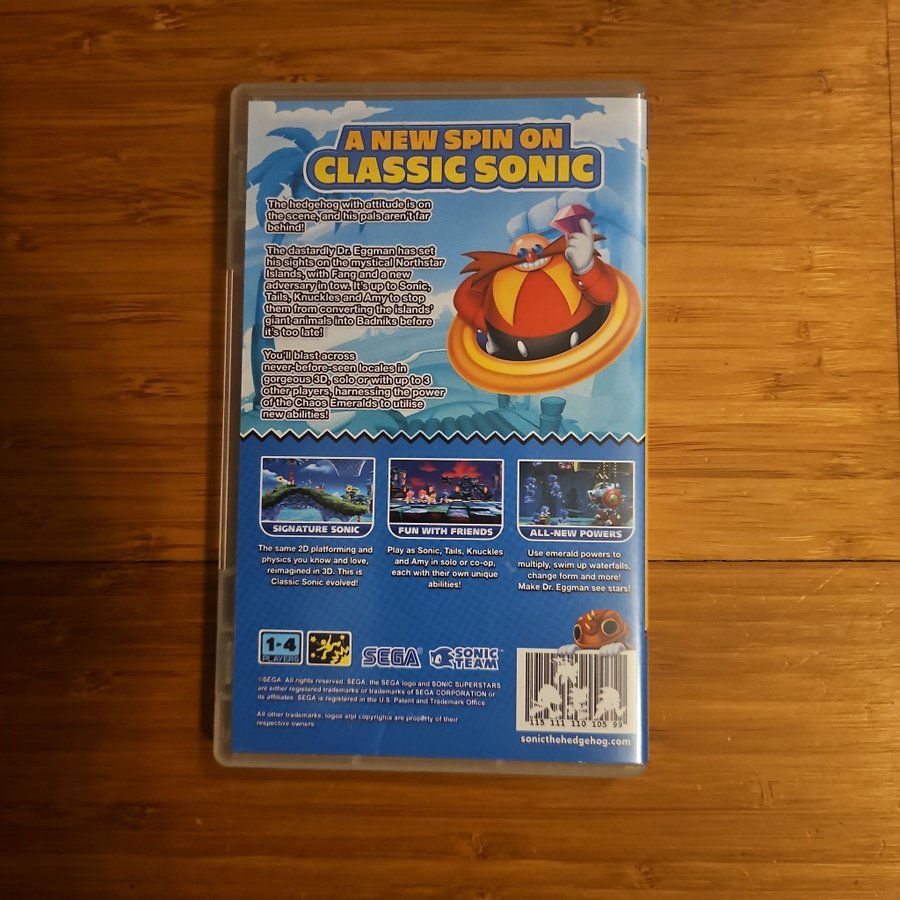 A NEW SPIN ON
CLASSIC SONIC
The hedgehog with attitude is on
the scene, and his pals aren't far
behind!
The dastardly Dr. Eggman has set
his sights on the mystical Northstar
Islands, with Fang and a new
adversary in tow. It's up to Sonic,
Tails, Knuckles and Amy to stop
them from converting the islands'
giant animals into Badniks before
it's too late!
You'll blast across
never-before-seen locales in
gorgeous 3D, solo or with up to 3
other players, harnessing the power
of the Chaos Emeralds to utilise
new abilities!
SIGNATURE SONIC
The same 2D platforming and
physics you know and love,
reimagined in 3D. This is
Classic Sonic evolved!
FUN WITH FRIENDS
Play as Sonic, Tails, Knuckles
and Amy in solo or co-op,
each with their own unique
abilities!
ALL-NEW POWERS
Use emerald powers to
multiply, swim up waterfalls,
change form and more!
Make Dr. Eggman see stars!
1-4
PLAYERS
SEGA®
SONIC
TEAM
©SEGA. All rights reserved. SEGA, the SEGA logo and SONIC SUPERSTARS
are either registered trademarks or trademarks of SEGA CORPORATION or
its affiliates. SEGA is registered in the U.S. Patent and Trademark Office.
All other trademarks, logos and copyrights are property of their
respective owners.
115 111 110 105 99
sonicthehedgehog.com